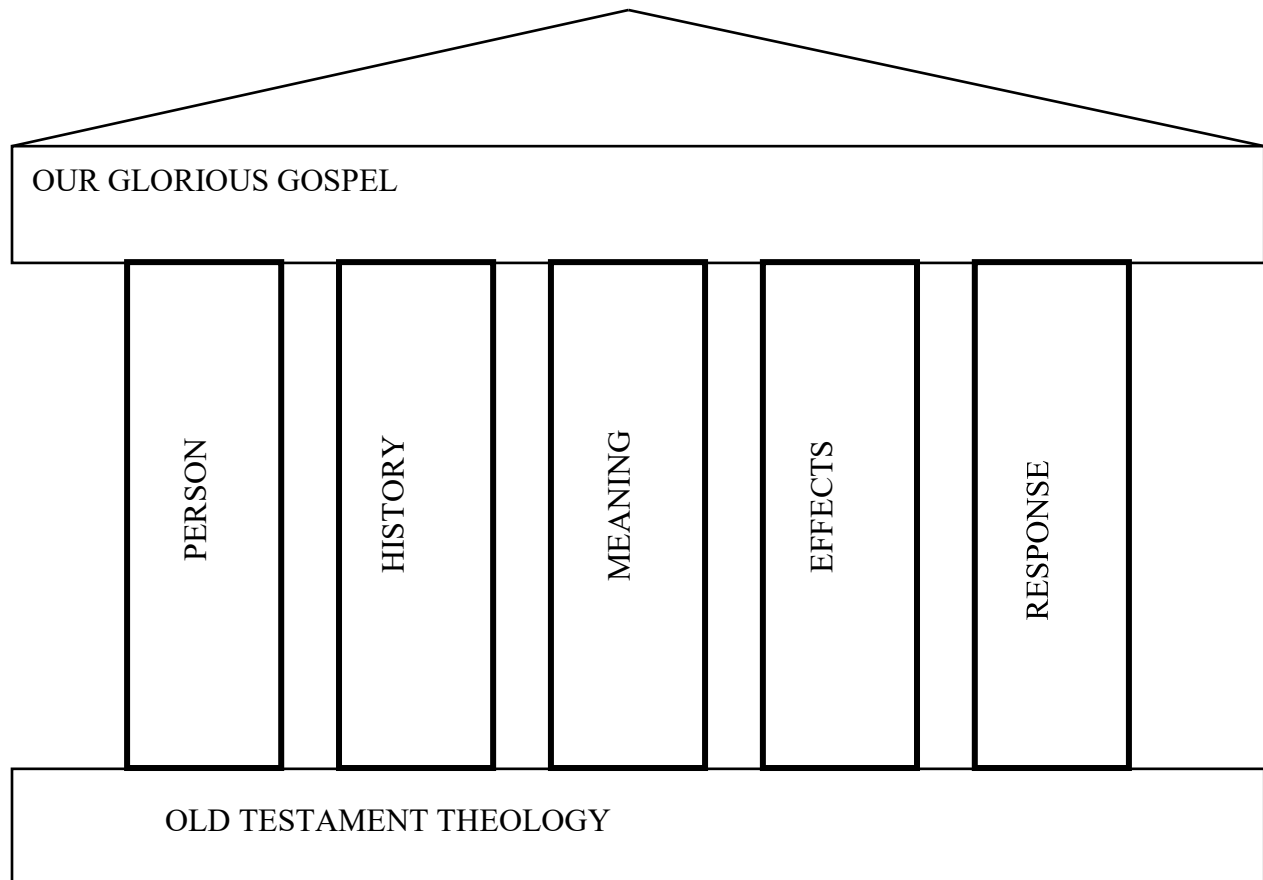 OUR GLORIOUS GOSPEL
PERSON
HISTORY
MEANING
EFFECTS
RESPONSE
OLD TESTAMENT THEOLOGY